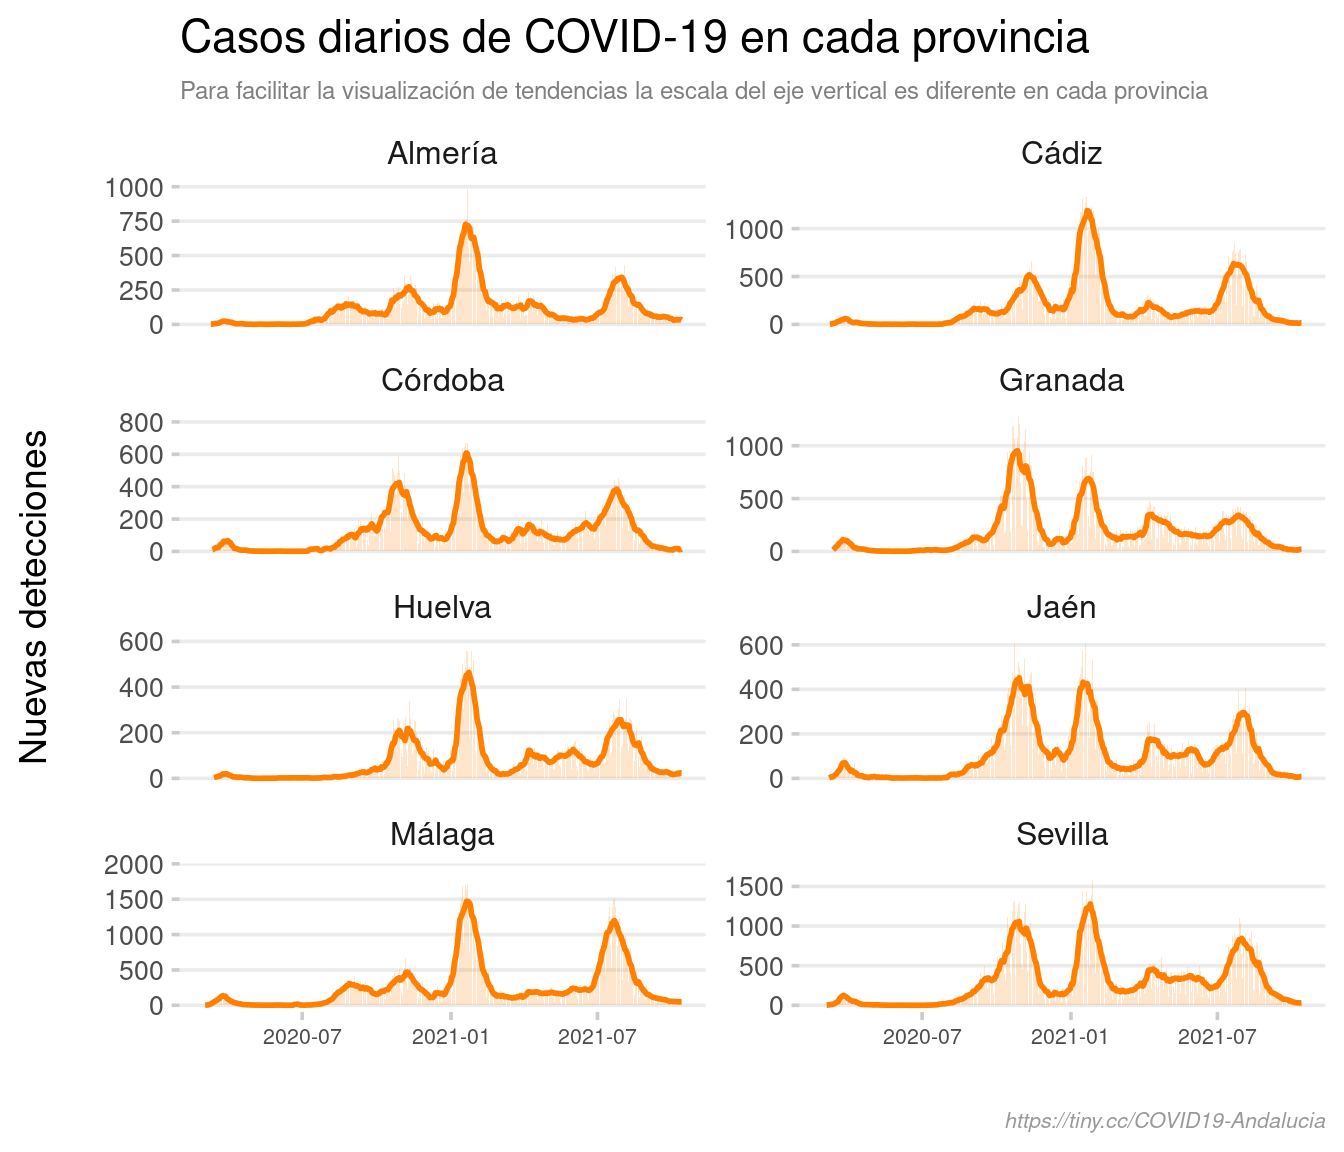 Casos diarios de COVID-19 en cada provincia
Para facilitar la visualización de tendencias la escala del eje vertical es diferente en cada provincia
Nuevas detecciones
Almería
1000
750
500
250
0
Cádiz
1000
500
0
Córdoba
800
600
400
200
0
Granada
1000
500
0
Huelva
600
400
200
0
Jaén
600
400
200
0
Málaga
2000
1500
1000
500
0
2020-07 2021-01 2021-07
Sevilla
1500
1000
500
0
2020-07 2021-01 2021-07
https://tiny.cc/COVID19-Andalucia